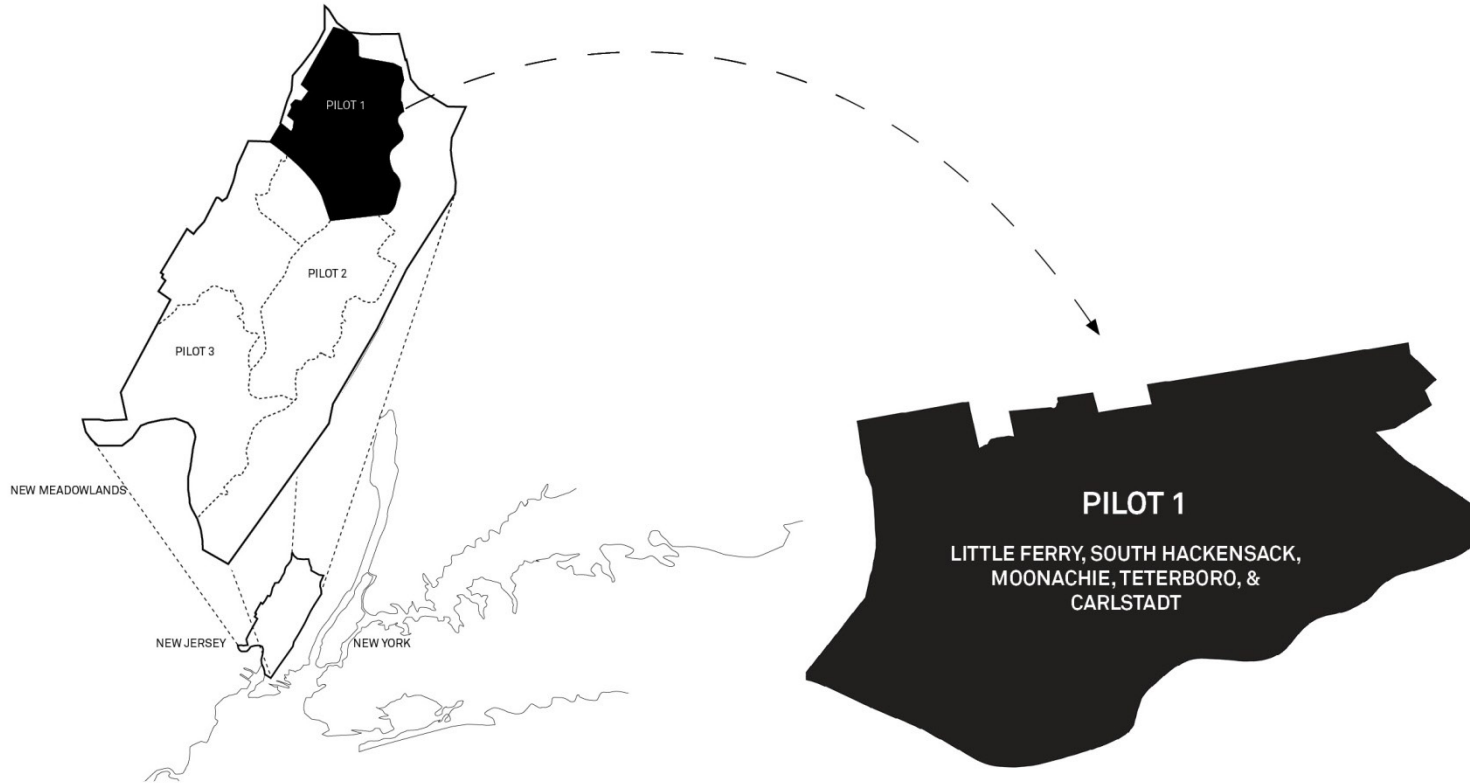 PILOT 1
PILOT 2
PILOT 3
NEW MEADOWLANDS
NEW JERSEY
NEW YORK
PILOT 1
LITTLE FERRY, SOUTH HACKENSACK,
MOONACHIE, TETERBORO, &
CARLSTADT